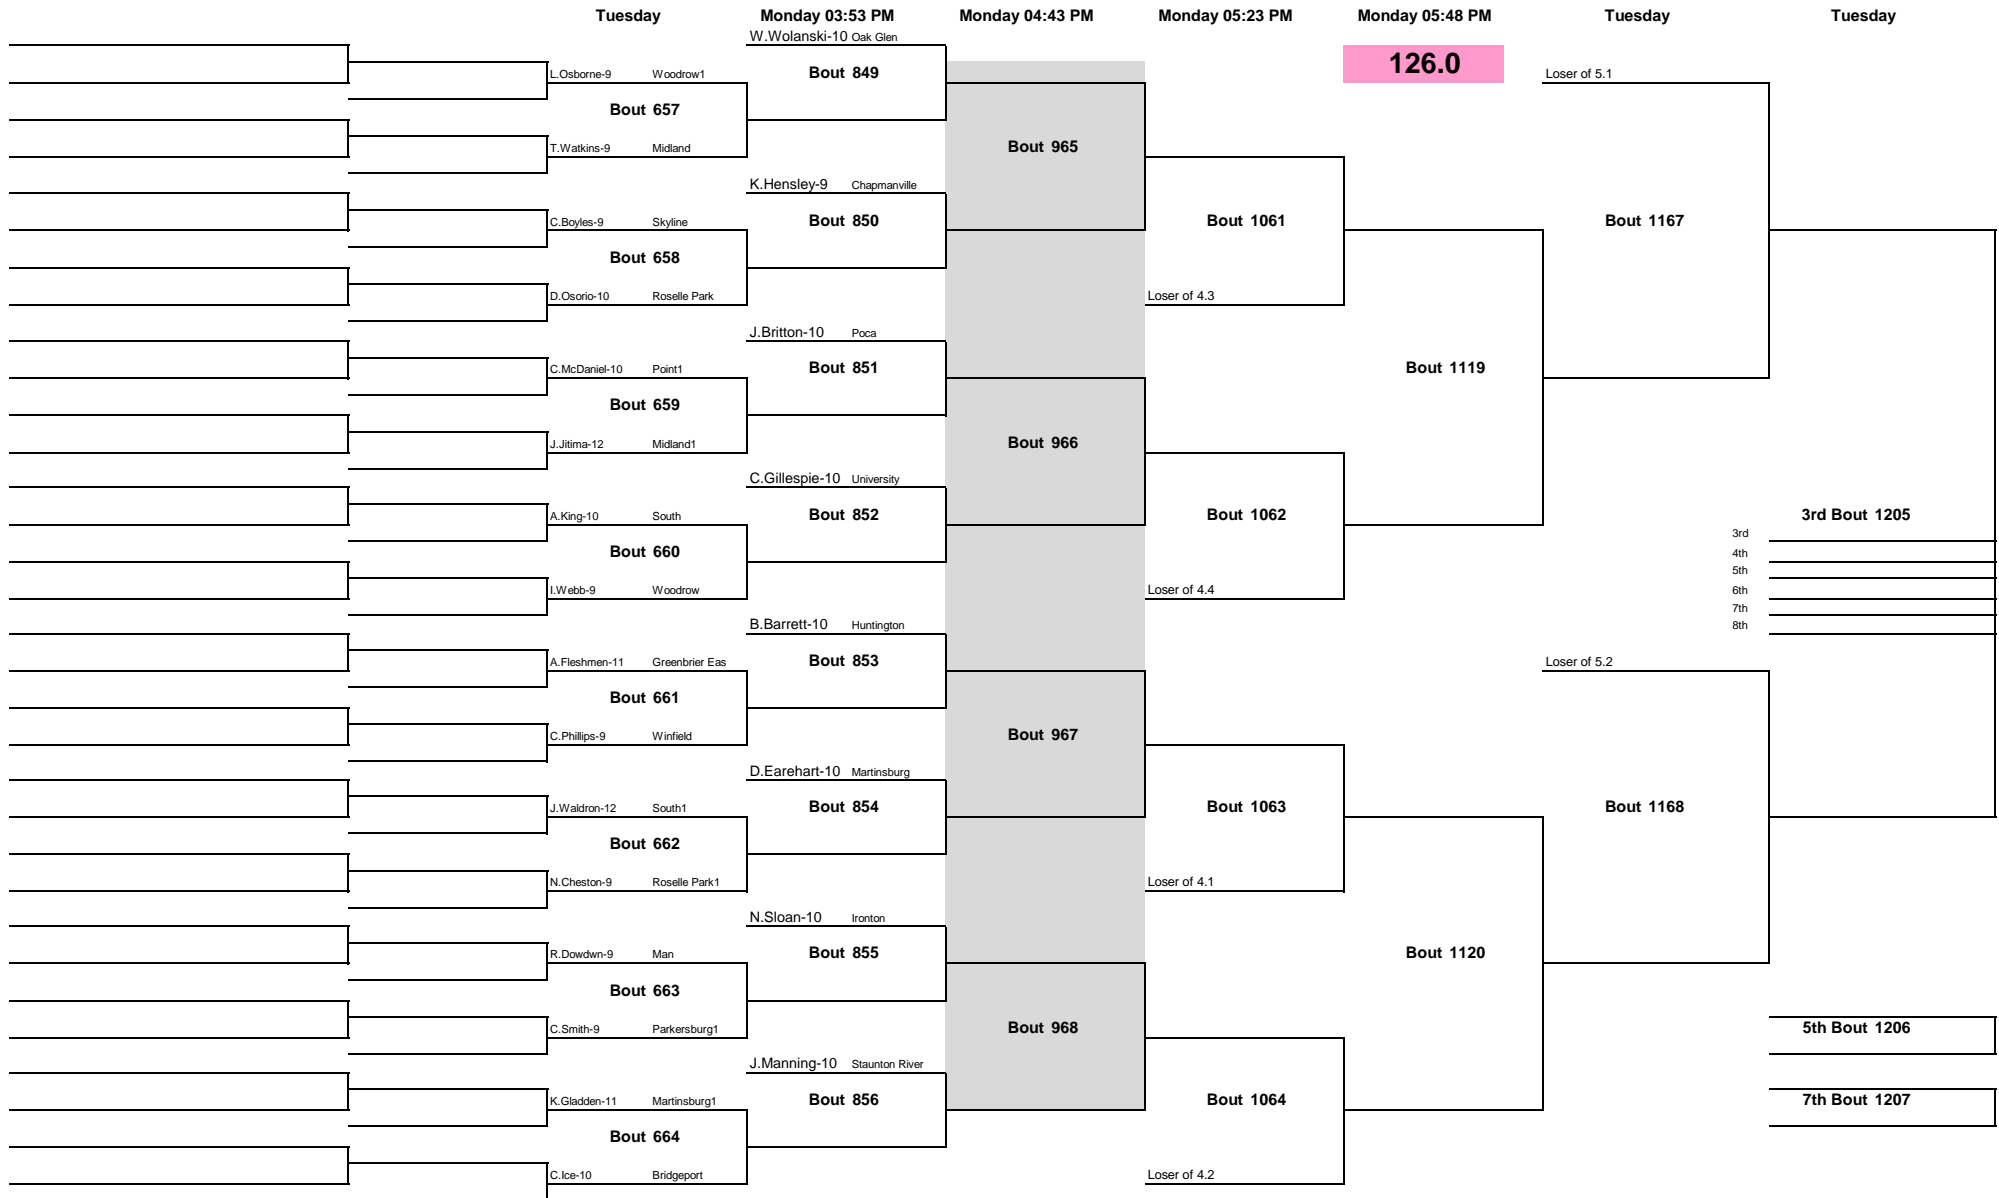 Tuesday Monday 03:53 PM Monday 04:43 PM Monday 05:23 PM Monday 05:48 PM Tuesday Tuesday
W.Wolanski-10 Oak Glen
126.0
L.Osborne-9 Woodrow1 Bout 849 Loser of 5.1
Bout 657
T.Watkins-9 Midland Bout 965
K.Hensley-9 Chapmanville
C.Boyles-9 Skyline Bout 850 Bout 1061 Bout 1167
Bout 658
D.Osorio-10 Roselle Park Loser of 4.3
J.Britton-10 Poca
C.McDaniel-10 Point1 Bout 851 Bout 1119
Bout 659
J.Jitima-12 Midland1 Bout 966
C.Gillespie-10 University
A.King-10 South Bout 852 Bout 1062 3rd Bout 1205
3rd
Bout 660 4th
5th
I.Webb-9 Woodrow Loser of 4.4 6th
7th
B.Barrett-10 Huntington 8th
A.Fleshmen-11 Greenbrier Eas Bout 853 Loser of 5.2
Bout 661
C.Phillips-9 Winfield Bout 967
D.Earehart-10 Martinsburg
J.Waldron-12 South1 Bout 854 Bout 1063 Bout 1168
Bout 662
N.Cheston-9 Roselle Park1 Loser of 4.1
N.Sloan-10 Ironton
R.Dowdwn-9 Man Bout 855 Bout 1120
Bout 663
C.Smith-9 Parkersburg1 Bout 968 5th Bout 1206
J.Manning-10 Staunton River
K.Gladden-11 Martinsburg1 Bout 856 Bout 1064 7th Bout 1207
Bout 664
C.Ice-10 Bridgeport Loser of 4.2